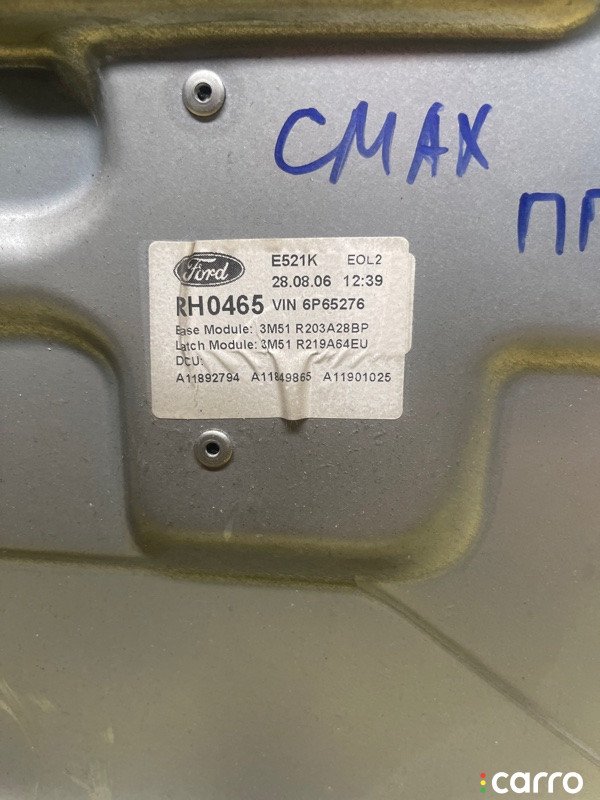 CMAX
ПГ
Ford
E521K EOL2
28.08.06 12:39
RH0465 VIN 6P65276
Base Module: 3M51 R203A28BP
Latch Module: 3M51 R219A64EU
DCU:
A11892794 A11849865 A11901025
carro